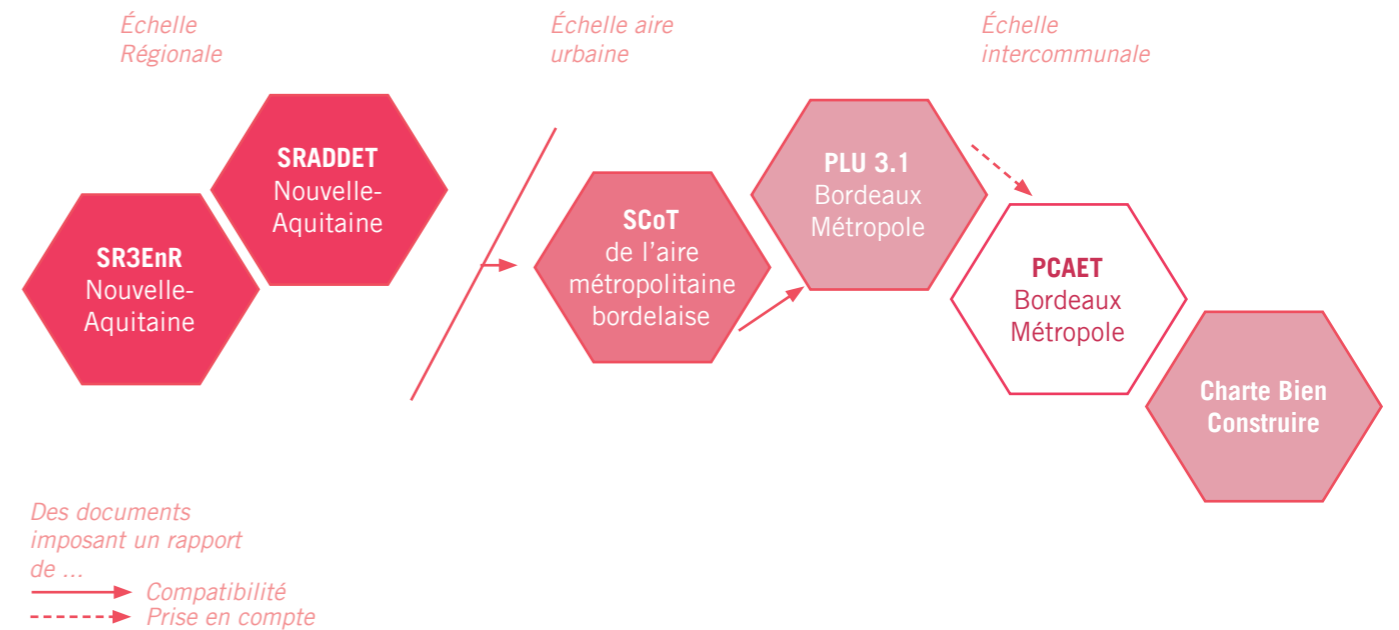 Échelle
Régionale
Échelle aire
urbaine
Échelle
intercommunale
SRADDET
Nouvelle-
Aquitaine
SR3EnR
Nouvelle-
Aquitaine
SCoT
de l'aire
métropolitaine
bordelaise
PLU 3.1
Bordeaux
Métropole
PCAET
Bordeaux
Métropole
Charte Bien
Construire
Des documents
imposant un rapport
de ...
Compatibilité
Prise en compte